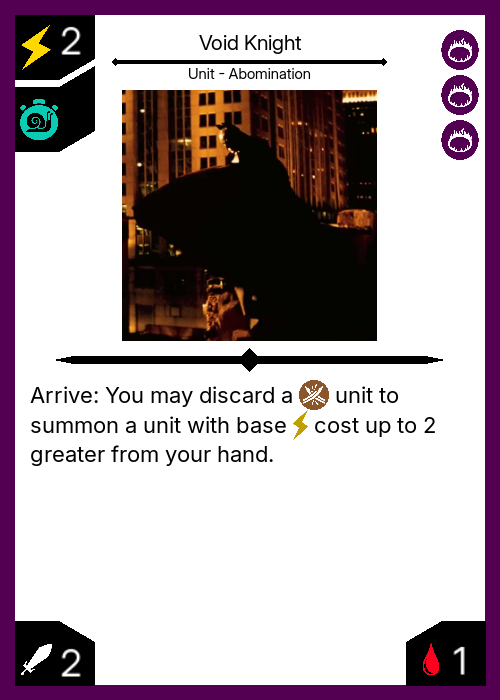 2
Void Knight
Unit - Abomination
Arrive: You may discard a unit to
summon a unit with base cost up to 2
greater from your hand.
2
1